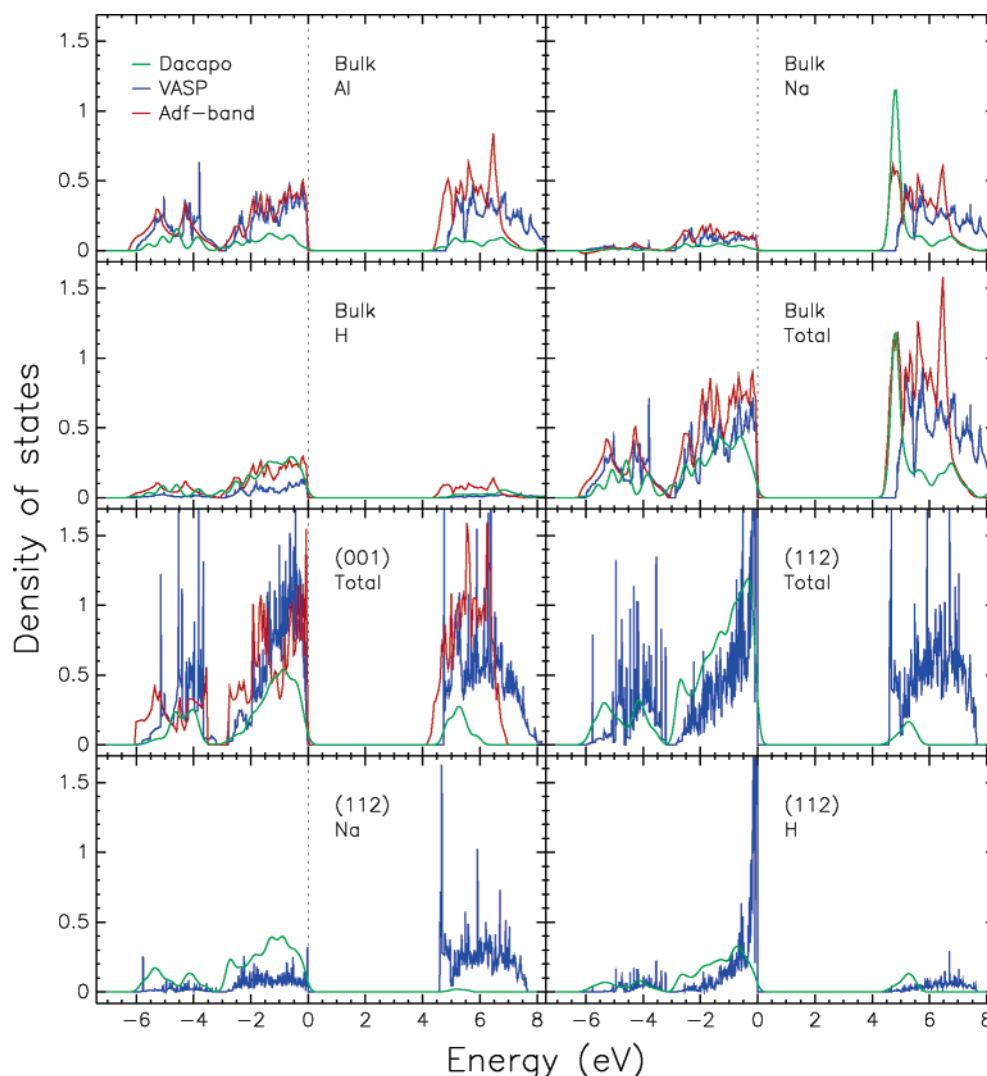 1.5
1
0.5
0
Dacapo
VASP
Adf-band
Bulk
Al
Bulk
Na
1.5
1
0.5
0
Bulk
H
Bulk
Total
1.5
1
0.5
0
(001)
Total
(112)
Total
1.5
1
0.5
0
(112)
Na
(112)
H
−6 −4 −2 0 2 4 6 8 −6 −4 −2 0 2 4 6 8
Density of states
Energy (eV)